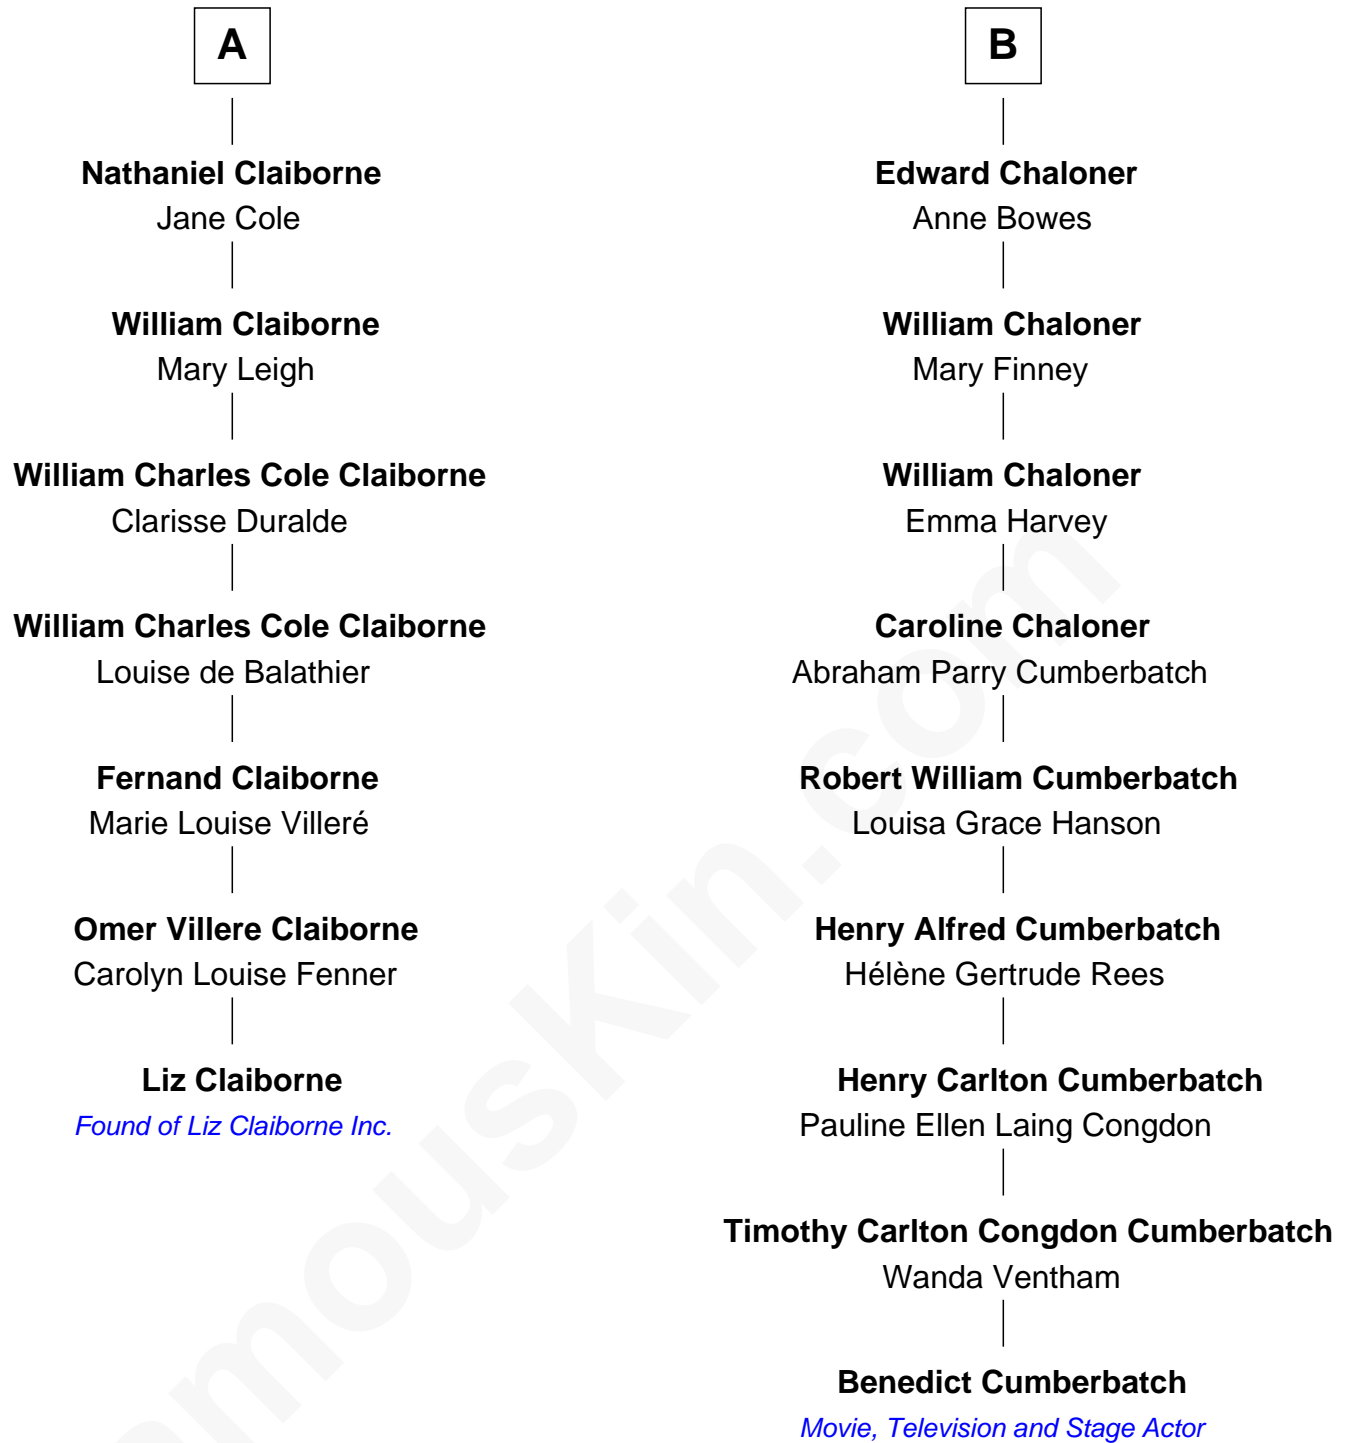 A
Nathaniel Claiborne
Jane Cole
William Claiborne
Mary Leigh
William Charles Cole Claiborne
Clarisse Duralde
William Charles Cole Claiborne
Louise de Balathier
Fernand Claiborne
Marie Louise Villeré
Omer Villere Claiborne
Carolyn Louise Fenner
Liz Claiborne
Found of Liz Claiborne Inc.
B
Edward Chaloner
Anne Bowes
William Chaloner
Mary Finney
William Chaloner
Emma Harvey
Caroline Chaloner
Abraham Parry Cumberbatch
Robert William Cumberbatch
Louisa Grace Hanson
Henry Alfred Cumberbatch
Hélène Gertrude Rees
Henry Carlton Cumberbatch
Pauline Ellen Laing Congdon
Timothy Carlton Congdon Cumberbatch
Wanda Ventham
Benedict Cumberbatch
Movie, Television and Stage Actor
amousKin.com